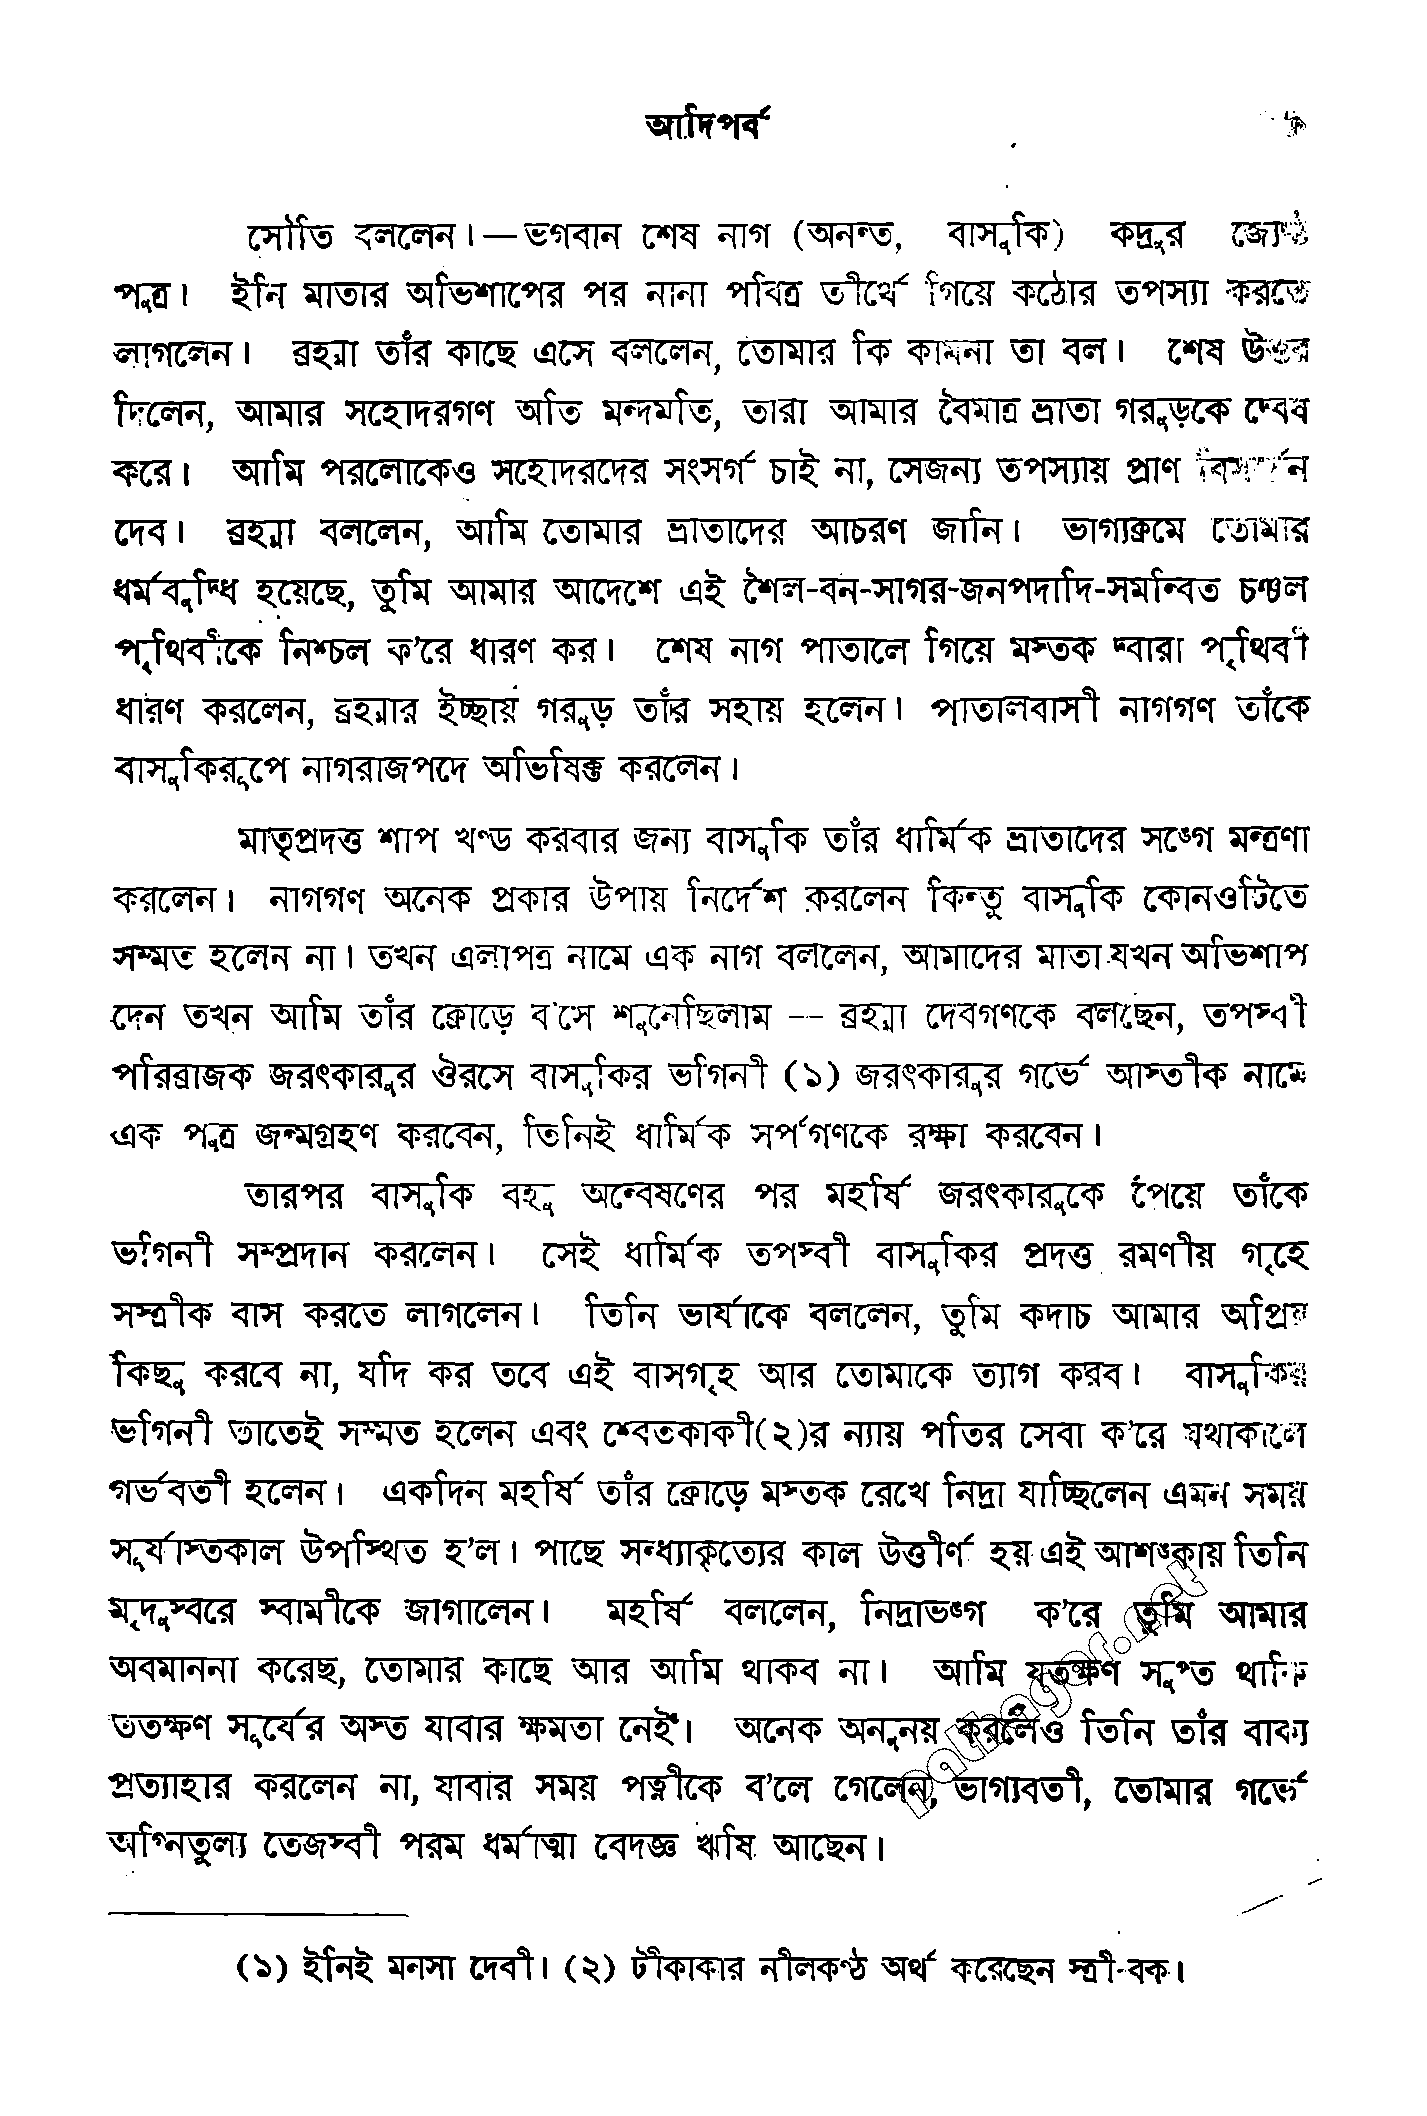 আদিপর্ব
সৌতি বললেন।—ভগবান শেষ নাগ (অনন্ত, বাসুকি) কদ্রুর জ্যেষ্ঠ
পুত্র। ইনি মাতার অভিশাপের পর নানা পবিত্র তীর্থে গিয়ে কঠোর তপস্যা করতে
লাগলেন। ব্রহ্মা তাঁর কাছে এসে বললেন, তোমার কি কামনা তা বল। শেষ উত্তর
দিলেন, আমার সহোদরগণ অতি মন্দমতি, তারা আমার বৈমাত্র ভ্রাতা গরুড়কে দ্বেষ
করে। আমি পরলোকেও সহোদরদের সংসর্গ চাই না, সেজন্য তপস্যায় প্রাণ বিসর্জন
দেব। ব্রহ্মা বললেন, আমি তোমার ভ্রাতাদের আচরণ জানি। ভাগ্যক্রমে তোমার
ধর্মবুদ্ধি হয়েছে, তুমি আমার আদেশে এই শৈল-বন-সাগর-জনপদাদি-সমন্বিত চঞ্চল
পৃথিবীকে নিশ্চল ক’রে ধারণ কর। শেষ নাগ পাতালে গিয়ে মস্তক দ্বারা পৃথিবী
ধারণ করলেন, ব্রহ্মার ইচ্ছায় গরুড় তাঁর সহায় হলেন। পাতালবাসী নাগগণ তাঁকে
বাসুকিরূপে নাগরাজপদে অভিষিক্ত করলেন।
মাতৃপ্রদত্ত শাপ খণ্ড করবার জন্য বাসুকি তাঁর ধার্মিক ভ্রাতাদের সঙ্গে মন্ত্রণা
করলেন। নাগগণ অনেক প্রকার উপায় নির্দেশ করলেন কিন্তু বাসুকি কোনওটিতে
সম্মত হলেন না। তখন এলাপত্র নামে এক নাগ বললেন, আমাদের মাতা যখন অভিশাপ
দেন তখন আমি তাঁর ক্রোড়ে ব’সে শুনেছিলাম -- ব্রহ্মা দেবগণকে বলছেন, তপস্বী
পরিব্রাজক জরৎকারুর ঔরসে বাসুকির ভগিনী (১) জরৎকারুর গর্ভে আস্তীক নামে
এক পুত্র জন্মগ্রহণ করবেন, তিনিই ধার্মিক সর্পগণকে রক্ষা করবেন।
তারপর বাসুকি বহু অন্বেষণের পর মহর্ষি জরৎকারুকে পেয়ে তাঁকে
ভগিনী সম্প্রদান করলেন। সেই ধার্মিক তপস্বী বাসুকির প্রদত্ত রমণীয় গৃহে
সস্ত্রীক বাস করতে লাগলেন। তিনি ভার্যাকে বললেন, তুমি কদাচ আমার অপ্রিয়
কিছু করবে না, যদি কর তবে এই বাসগৃহ আর তোমাকে ত্যাগ করব। বাসুকির
ভগিনী তাতেই সম্মত হলেন এবং শ্বেতকাকী(২)র ন্যায় পতির সেবা ক’রে যথাকালে
গর্ভবতী হলেন। একদিন মহর্ষি তাঁর ক্রোড়ে মস্তক রেখে নিদ্রা যাচ্ছিলেন এমন সময়
সূর্যাস্তকাল উপস্থিত হ’ল। পাছে সন্ধ্যাকৃত্যের কাল উত্তীর্ণ হয় এই আশঙ্কায় তিনি
মৃদুস্বরে স্বামীকে জাগালেন। মহর্ষি বললেন, নিদ্রাভঙ্গ ক’রে তুমি আমার
অবমাননা করেছ, তোমার কাছে আর আমি থাকব না। আমি যতক্ষণ সুপ্ত থাকি
ততক্ষণ সূর্যের অস্ত যাবার ক্ষমতা নেই। অনেক অনুনয় করলেও তিনি তাঁর বাক্য
প্রত্যাহার করলেন না, যাবার সময় পত্নীকে ব’লে গেলেন, ভাগ্যবতী, তোমার গর্ভে
অগ্নিতুল্য তেজস্বী পরম ধর্মাত্মা বেদজ্ঞ ঋষি আছেন।
(১) ইনিই মনসা দেবী। (২) টীকাকার নীলকণ্ঠ অর্থ করেছেন স্ত্রী-বক।
pathagar.net